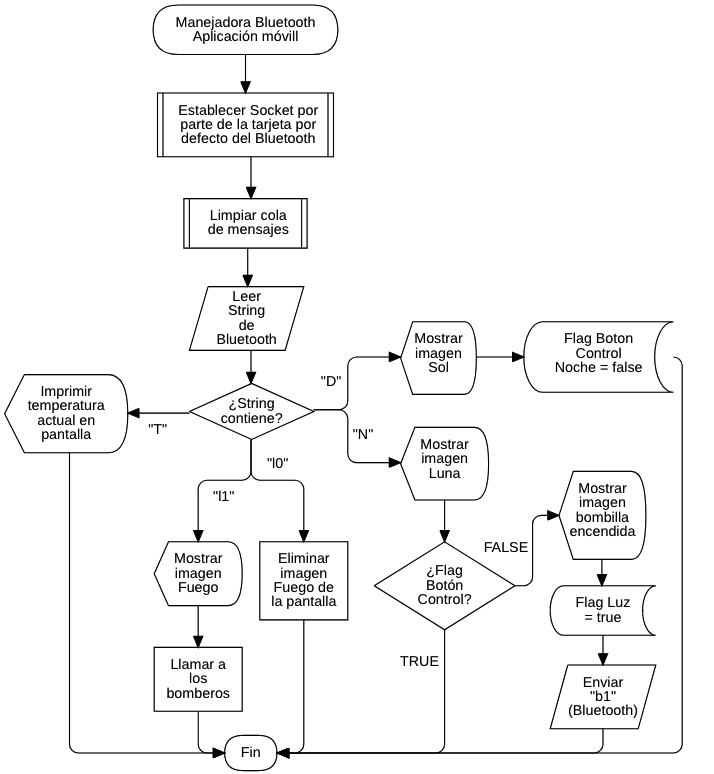 Manejadora Bluetooth
Aplicación móvill
Establecer Socket por
parte de la tarjeta por
defecto del Bluetooth
Limpiar cola
de mensajes
Leer
String
de
Bluetooth
¿String
contiene?
"T"
Imprimir
temperatura
actual en
pantalla
"D"
Mostrar
imagen
Sol
Flag Boton
Control
Noche = false
"N"
Mostrar
imagen
Luna
¿Flag
Botón
Control?
FALSE
Mostrar
imagen
bombilla
encendida
Flag Luz
= true
Enviar
"b1"
(Bluetooth)
TRUE
"l1"
Mostrar
imagen
Fuego
Llamar a
los
bomberos
"l0"
Eliminar
imagen
Fuego de
la pantalla
Fin